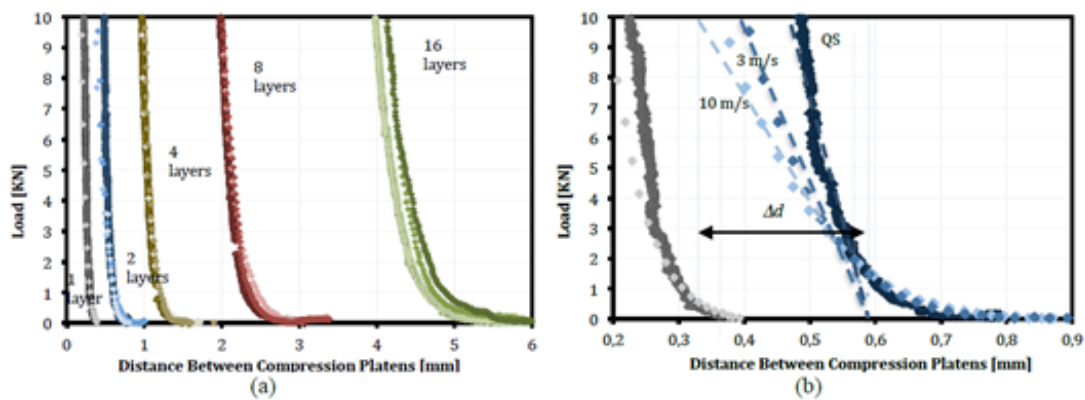 10
9
8
7
6
5
4
3
2
1
0
Load [KN]
1
layer
2
layers
4
layers
8
layers
16
layers
0 1 2 3 4 5 6
Distance Between Compression Platens [mm]
(a)
10
9
8
7
6
5
4
3
2
1
0
Load [KN]
QS
3 m/s
10 m/s
Δd
0,2 0,3 0,4 0,5 0,6 0,7 0,8 0,9
Distance Between Compression Platens [mm]
(b)